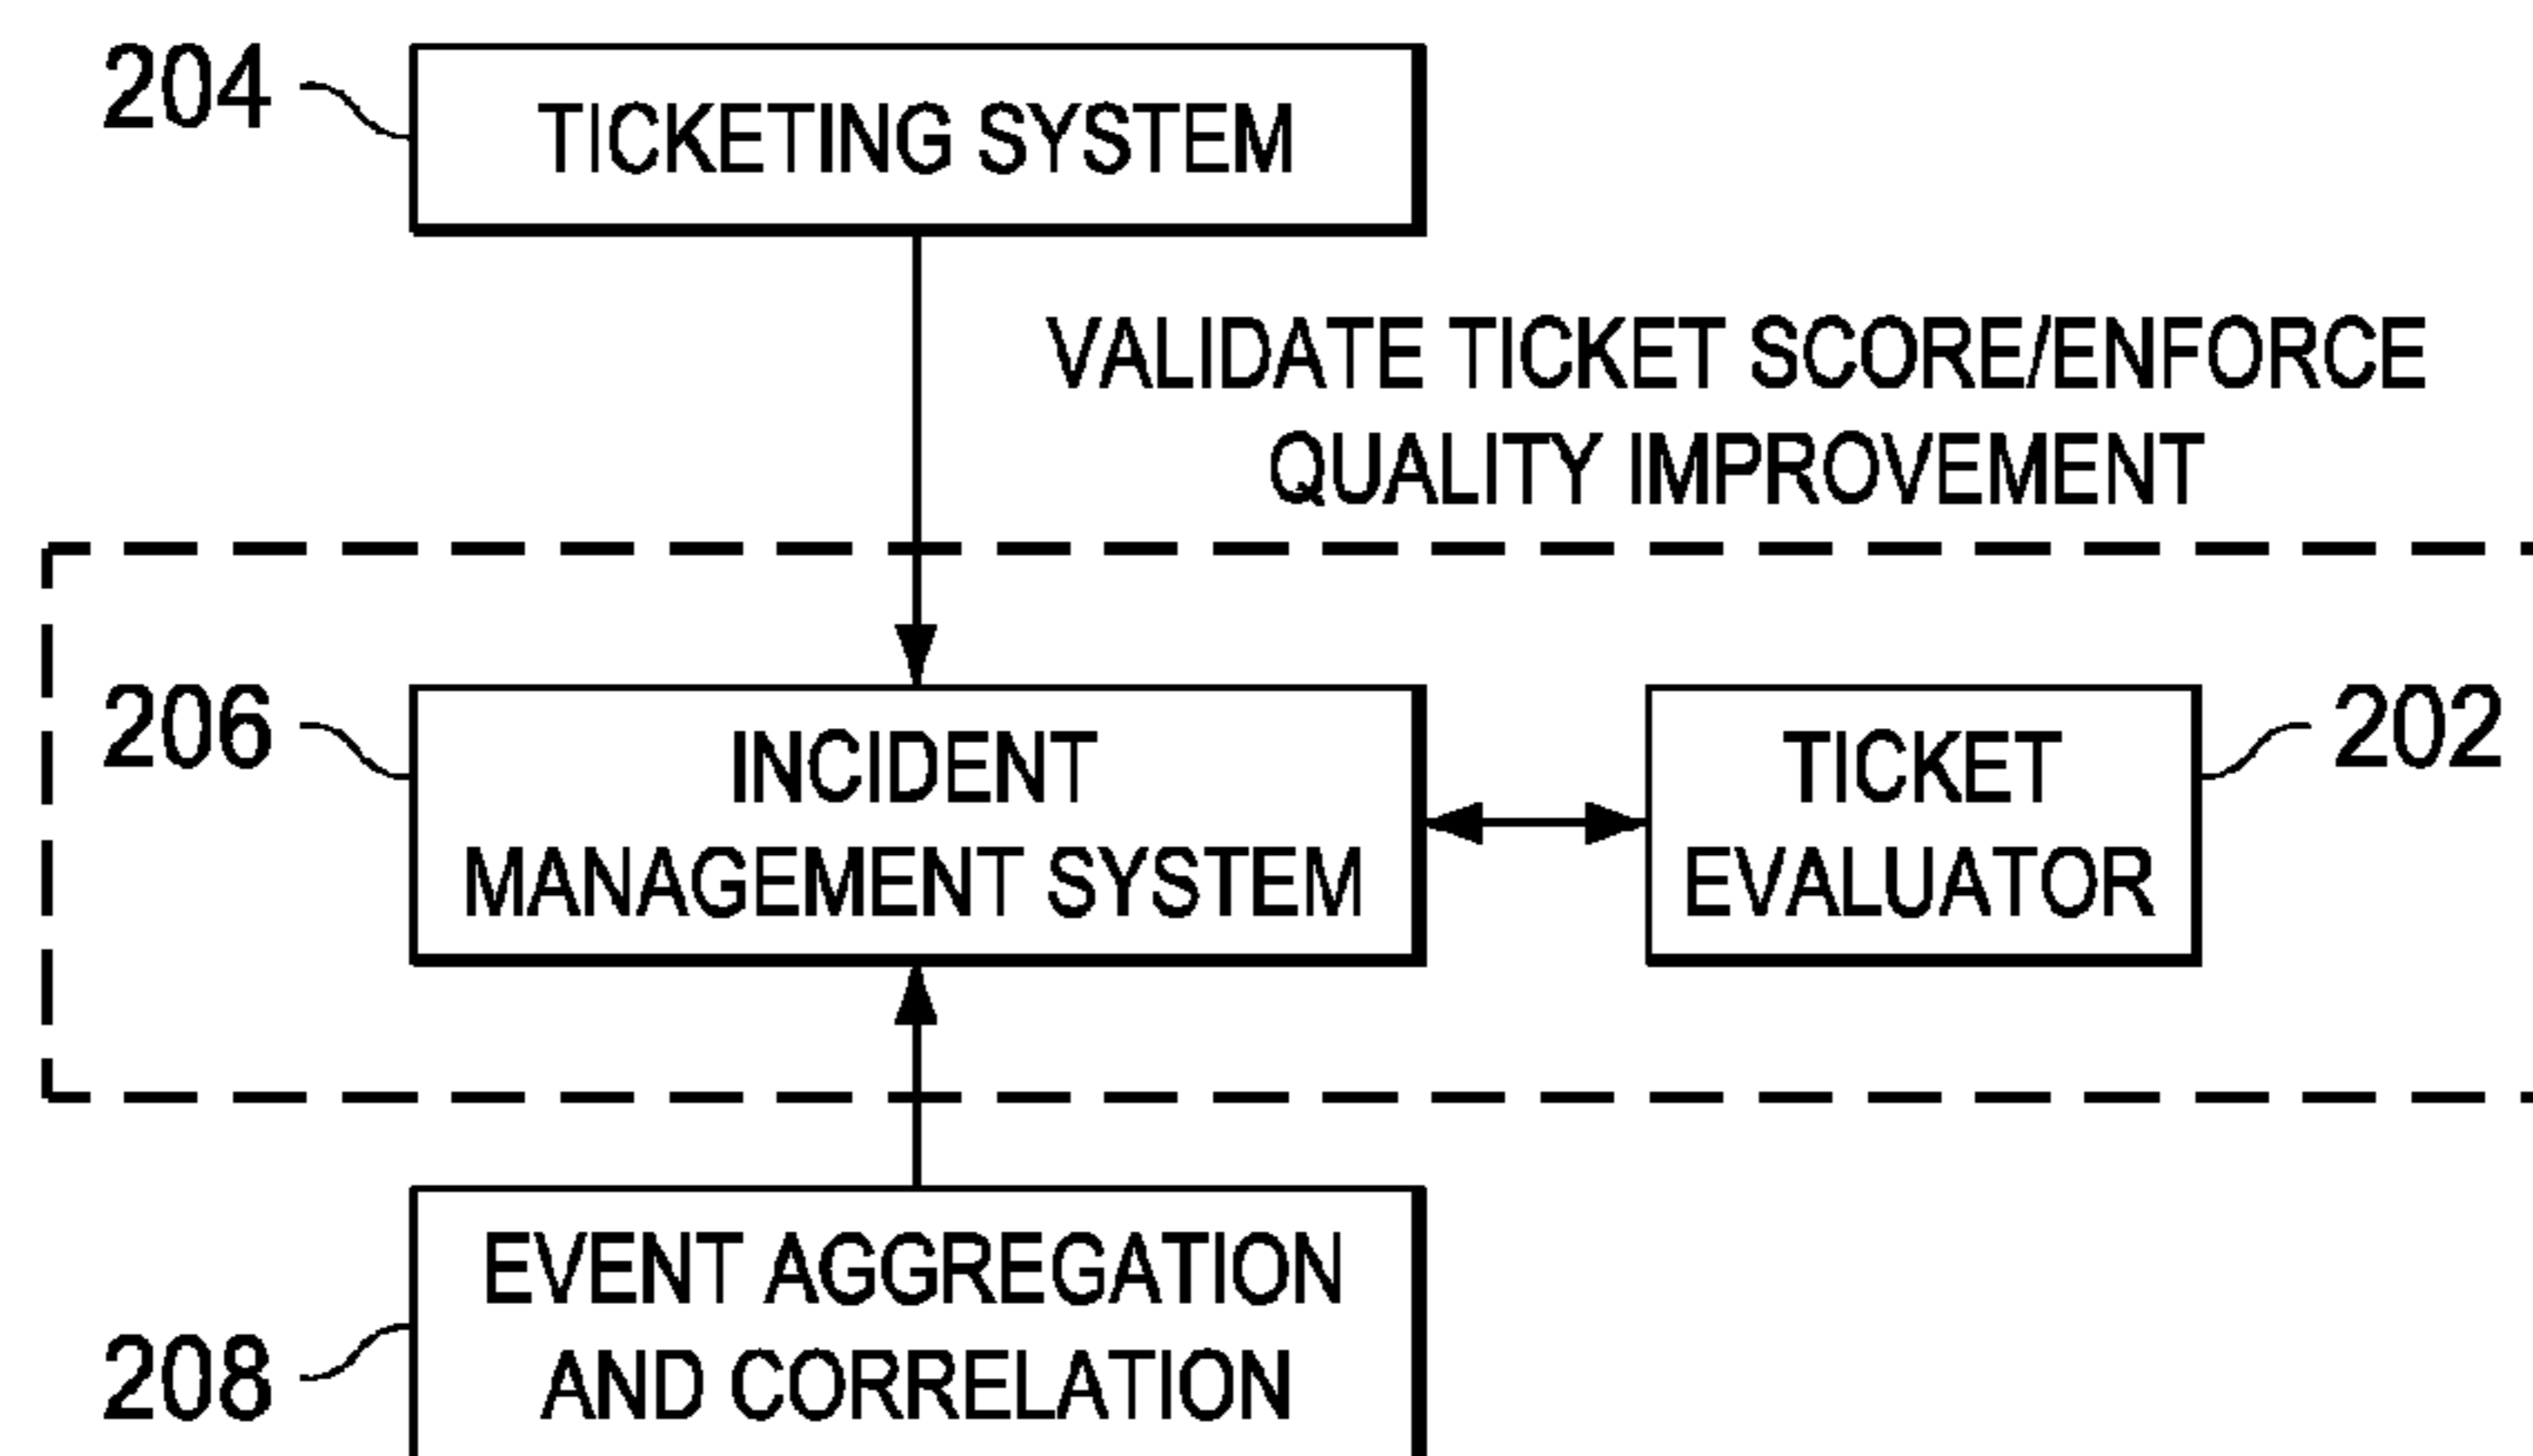 204
TICKETING SYSTEM
VALIDATE TICKET SCORE/ENFORCE
QUALITY IMPROVEMENT
206
INCIDENT
MANAGEMENT SYSTEM
TICKET
EVALUATOR
202
EVENT AGGREGATION
AND CORRELATION
208